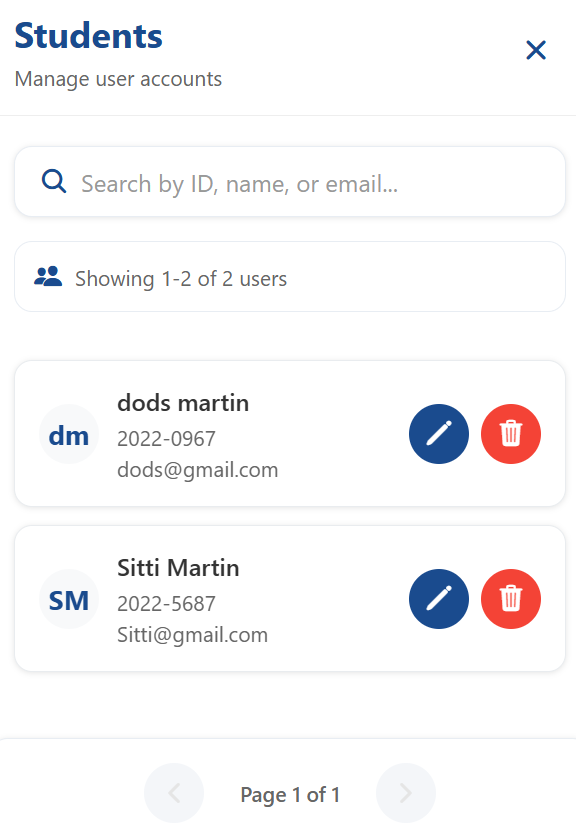 Students
Manage user accounts
Search by ID, name, or email...
Showing 1-2 of 2 users
dm
dods martin
2022-0967
dods@gmail.com
SM
Sitti Martin
2022-5687
Sitti@gmail.com
Page 1 of 1